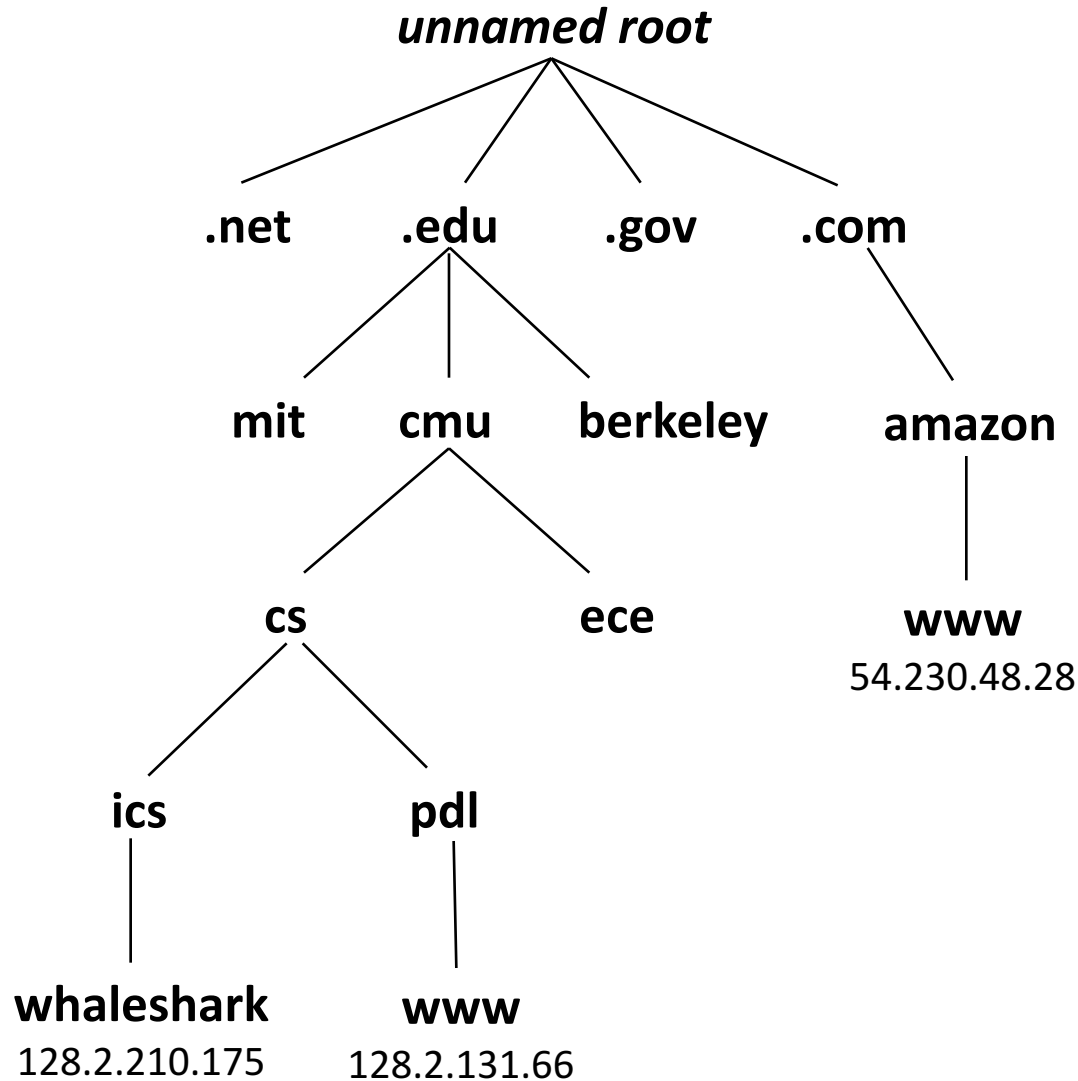 unnamed root
.net .edu .gov .com
mit cmu berkeley amazon
cs ece www
54.230.48.28
ics pdl
whaleshark www
128.2.210.175 128.2.131.66